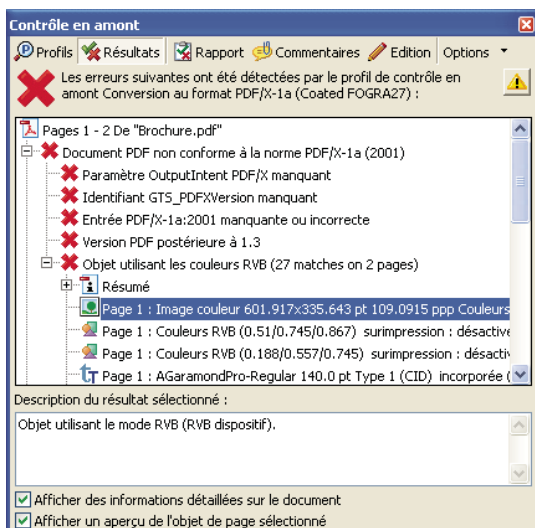 Contrôle en amont
Profils Résultats Rapport Commentaires Edition Options
Les erreurs suivantes ont été détectées par le profil de contrôle en
amont Conversion au format PDF/X-1a (Coated FOGRA27) :
Pages 1 - 2 De "Brochure.pdf"
Document PDF non conforme à la norme PDF/X-1a (2001)
Paramètre OutputIntent PDF/X manquant
Identifiant GTS_PDFXVersion manquant
Entrée PDF/X-1a:2001 manquante ou incorrecte
Version PDF postérieure à 1.3
Objet utilisant les couleurs RVB (27 matches on 2 pages)
Résumé
Page 1 : Image couleur 601.917x335.643 pt 109.0915 ppp Couleurs
Page 1 : Couleurs RVB (0.51/0.745/0.867) surimpression : désactive
Page 1 : Couleurs RVB (0.188/0.557/0.745) surimpression : désactiv
Page 1 : AGaramondPro-Regular 140.0 pt Type 1 (CID) incorporée (
Description du résultat sélectionné :
Objet utilisant le mode RVB (RVB dispositif).
Afficher des informations détaillées sur le document
Afficher un aperçu de l'objet de page sélectionné